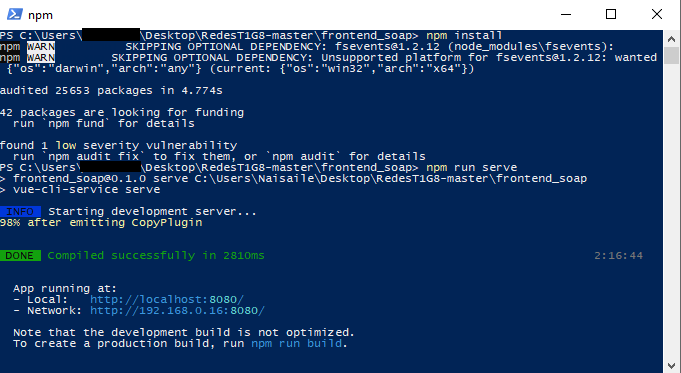 npm
PS C:\Users\ \Desktop\RedesT1G8-master\frontend_soap> npm install
npm WARN SKIPPING OPTIONAL DEPENDENCY: fsevents@1.2.12 (node_modules\fsevents):
npm WARN SKIPPING OPTIONAL DEPENDENCY: Unsupported platform for fsevents@1.2.12: wanted
{"os":"darwin","arch":"any"} (current: {"os":"win32","arch":"x64"})
audited 25653 packages in 4.774s
42 packages are looking for funding
run `npm fund` for details
found 1 low severity vulnerability
run `npm audit fix` to fix them, or `npm audit` for details
PS C:\Users\ \Desktop\RedesT1G8-master\frontend_soap> npm run serve
> frontend_soap@0.1.0 serve C:\Users\Naisaile\Desktop\RedesT1G8-master\frontend_soap
> vue-cli-service serve
INFO Starting development server...
98% after emitting CopyPlugin
DONE Compiled successfully in 2810ms 2:16:44
App running at:
- Local: http://localhost:8080/
- Network: http://192.168.0.16:8080/
Note that the development build is not optimized.
To create a production build, run npm run build.